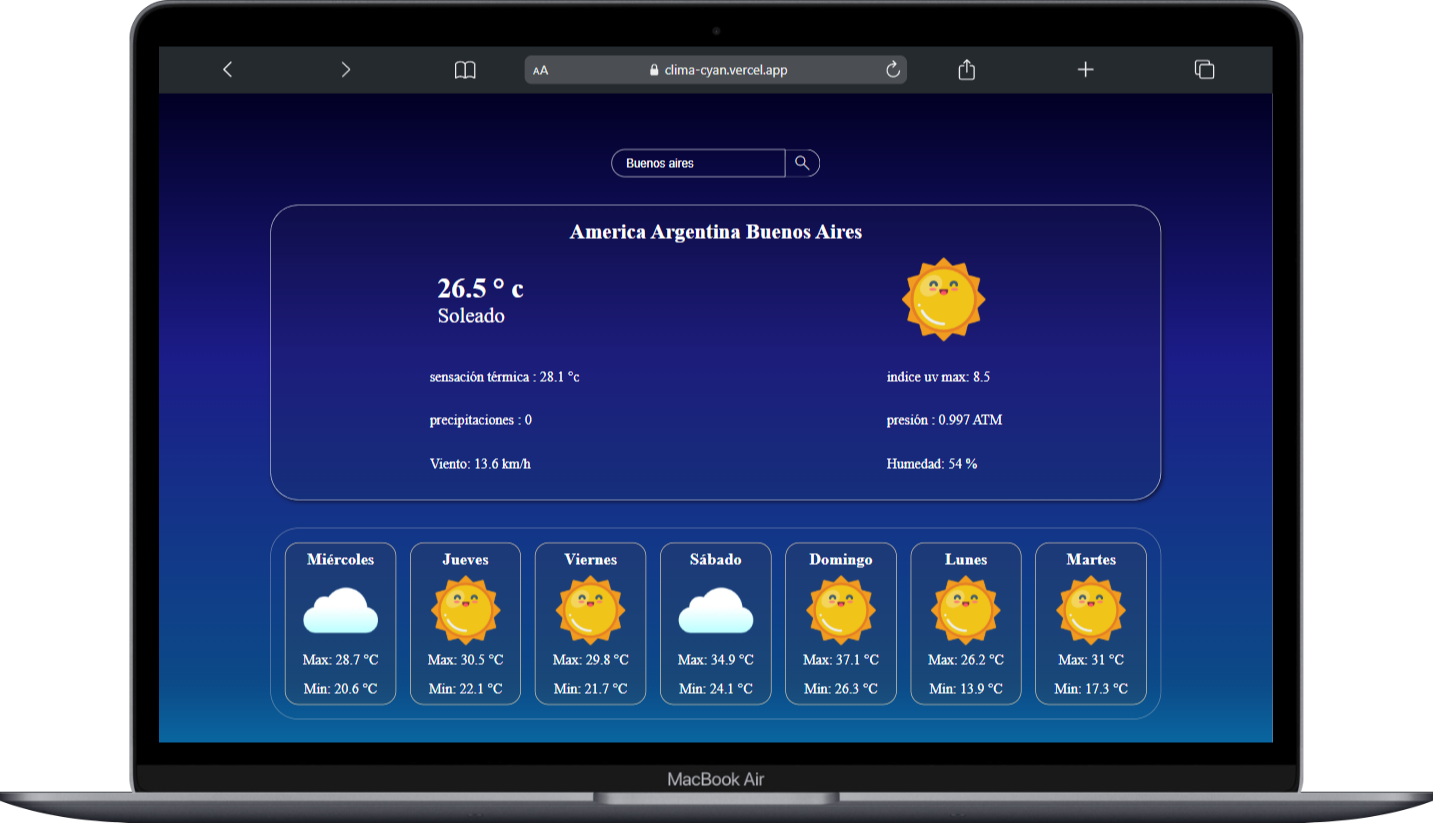 AA clima-cyan.vercel.app
Buenos aires
America Argentina Buenos Aires
26.5 ° c
Soleado
sensación térmica : 28.1 °c
indice uv max: 8.5
precipitaciones : 0
presión : 0.997 ATM
Viento: 13.6 km/h
Humedad: 54 %
Miércoles Jueves Viernes Sábado Domingo Lunes Martes
Max: 28.7 °C Max: 30.5 °C Max: 29.8 °C Max: 34.9 °C Max: 37.1 °C Max: 26.2 °C Max: 31 °C
Min: 20.6 °C Min: 22.1 °C Min: 21.7 °C Min: 24.1 °C Min: 26.3 °C Min: 13.9 °C Min: 17.3 °C
MacBook Air